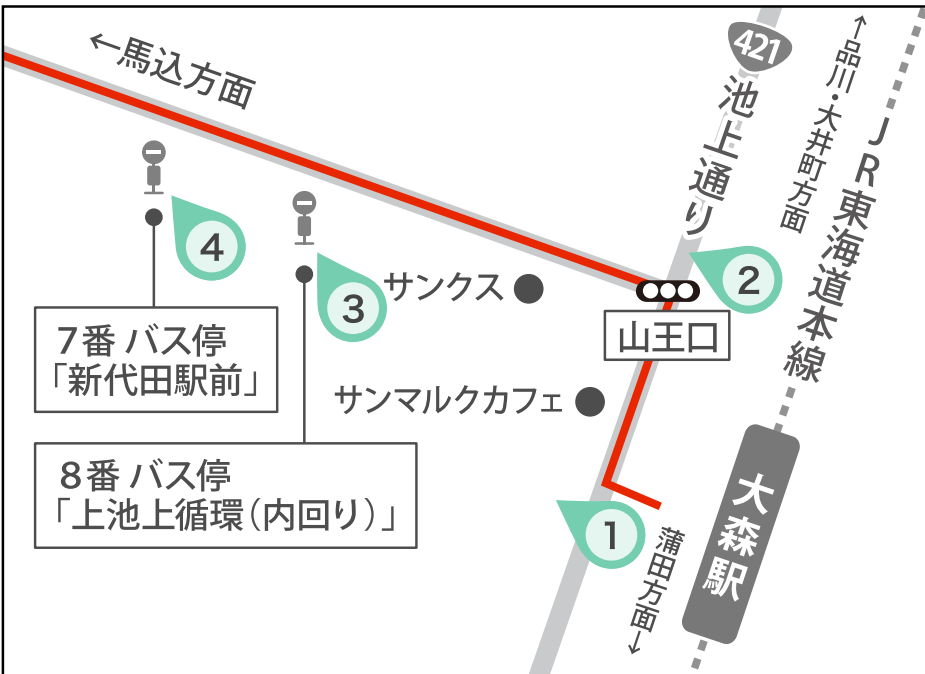 ←馬込方面
421
池上通り
←品川・大井町方面
JR東海道本線
4
3
サンクス
2
山王口
7番 バス停
「新代田駅前」
サンマルクカフェ
8番 バス停
「上池上循環(内回り)」
1
大森駅
蒲田方面→